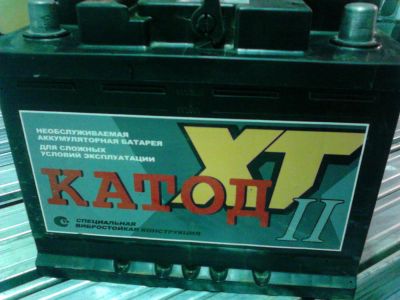 НЕОБСЛУЖИВАЕМАЯ
АККУМУЛЯТОРНАЯ БАТАРЕЯ
ДЛЯ СЛОЖНЫХ
УСЛОВИЙ ЭКСПЛУАТАЦИИ
XT
КАТОД
II
СПЕЦИАЛЬНАЯ
ВИБРОСТОЙКАЯ КОНСТРУКЦИЯ